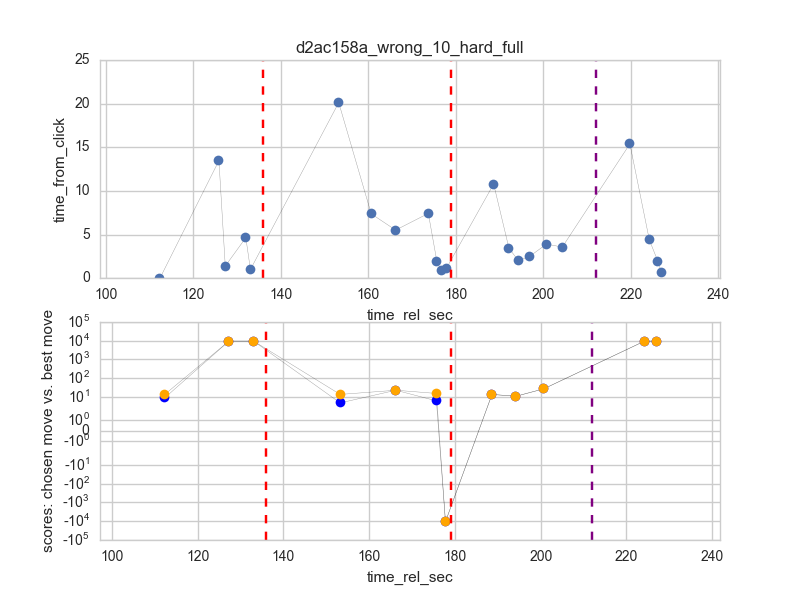 d2ac158a_wrong_10_hard_full
25
20
15
10
5
0
time_from_click
100 120 140 160 180 200 220 240
time_rel_sec
10^5
10^4
10^3
10^2
10^1
10^0
0
-10^0
-10^1
-10^2
-10^3
-10^4
-10^5
scores: chosen move vs. best move
100 120 140 160 180 200 220 240
time_rel_sec